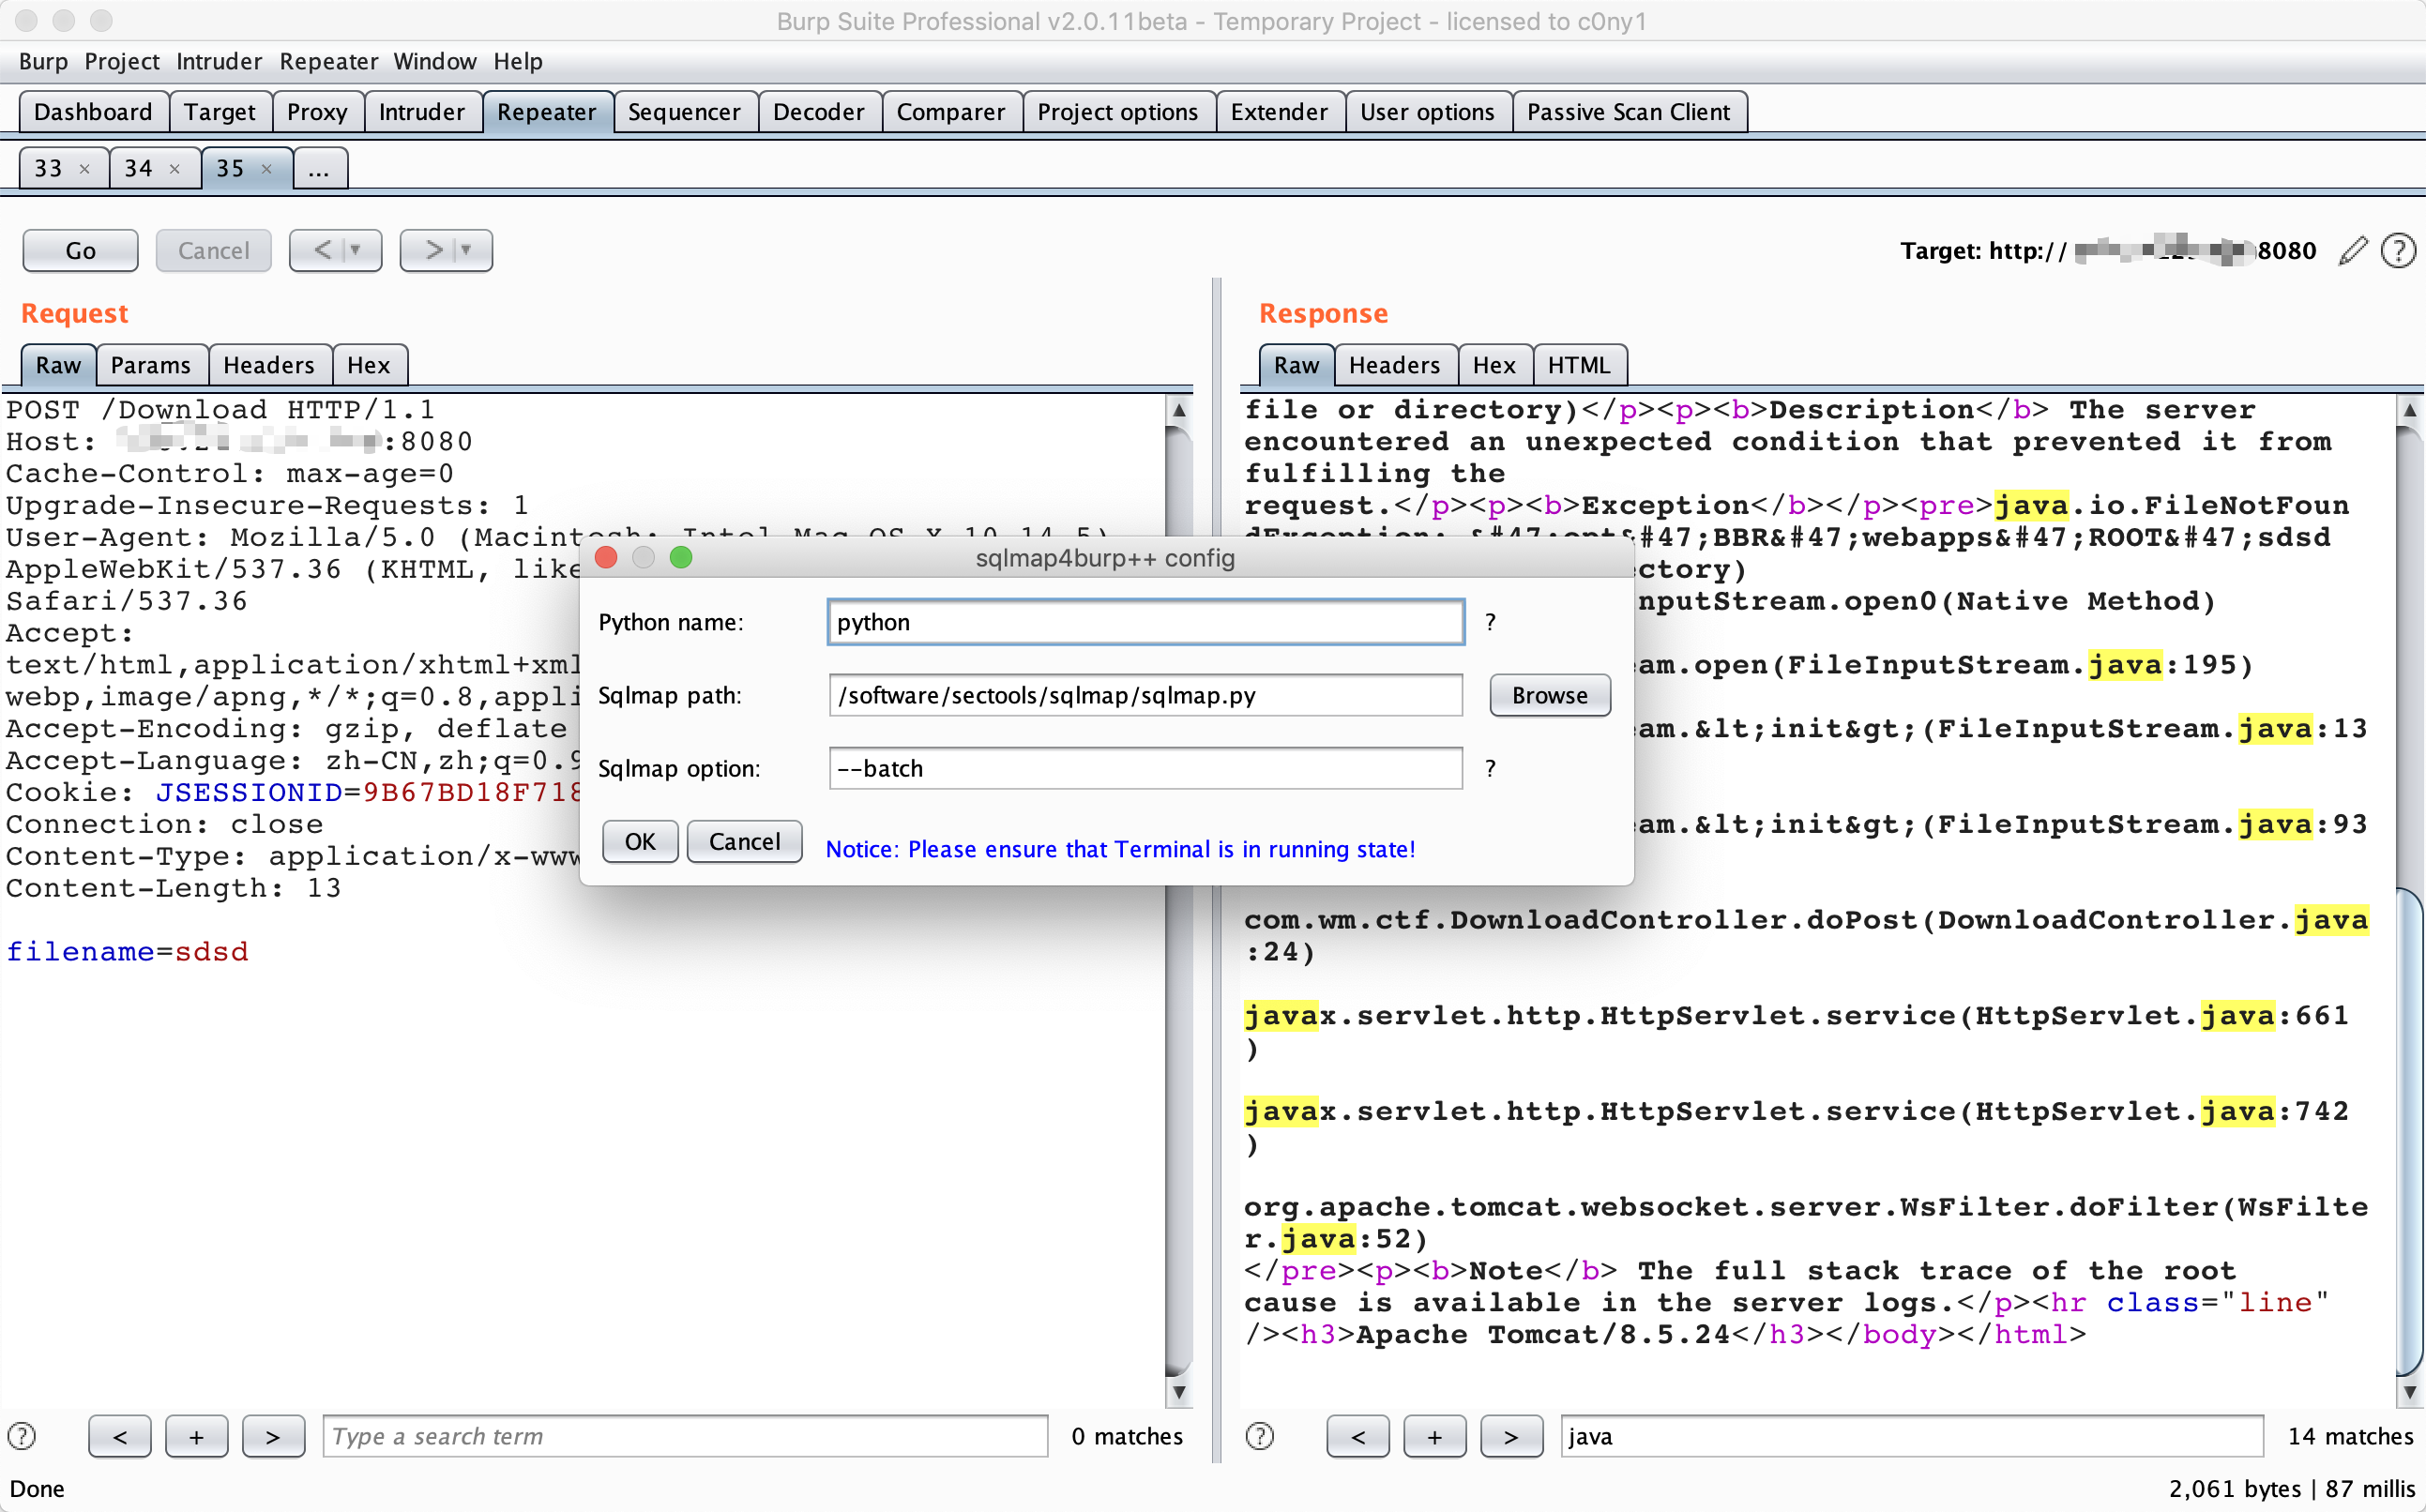 Burp Suite Professional v2.0.11beta - Temporary Project - licensed to c0ny1
Burp Project Intruder Repeater Window Help
Dashboard Target Proxy Intruder Repeater Sequencer Decoder Comparer Project options Extender User options Passive Scan Client
33 × 34 × 35 × ...
Go Cancel < > Target: http:// 8080 ?
Request
Raw Params Headers Hex
POST /Download HTTP/1.1
Host: :8080
Cache-Control: max-age=0
Upgrade-Insecure-Requests: 1
User-Agent: Mozilla/5.0 (Macintosh; Intel Mac OS X 10_14_5)
AppleWebKit/537.36 (KHTML, like
Safari/537.36
Accept:
text/html,application/xhtml+xml
webp,image/apng,*/*;q=0.8,appli
Accept-Encoding: gzip, deflate
Accept-Language: zh-CN,zh;q=0.9
Cookie: JSESSIONID=9B67BD18F718
Connection: close
Content-Type: application/x-www
Content-Length: 13
filename=sdsd
? < + > Type a search term 0 matches
sqlmap4burp++ config
Python name: python ?
Sqlmap path: /software/sectools/sqlmap/sqlmap.py Browse
Sqlmap option: --batch ?
OK Cancel Notice: Please ensure that Terminal is in running state!
Response
Raw Headers Hex HTML
file or directory)</p><p><b>Description</b> The server
encountered an unexpected condition that prevented it from
fulfilling the
request.</p><p><b>Exception</b></p><pre>java.io.FileNotFoun
dException: &#47;opt&#47;BBR&#47;webapps&#47;ROOT&#47;sdsd
ectory)
nputStream.open0(Native Method)
am.open(FileInputStream.java:195)
am.&lt;init&gt;(FileInputStream.java:13
am.&lt;init&gt;(FileInputStream.java:93
com.wm.ctf.DownloadController.doPost(DownloadController.java
:24)
javax.servlet.http.HttpServlet.service(HttpServlet.java:661
)
javax.servlet.http.HttpServlet.service(HttpServlet.java:742
)
org.apache.tomcat.websocket.server.WsFilter.doFilter(WsFilte
r.java:52)
</pre><p><b>Note</b> The full stack trace of the root
cause is available in the server logs.</p><hr class="line"
/><h3>Apache Tomcat/8.5.24</h3></body></html>
? < + > java 14 matches
Done
2,061 bytes | 87 millis